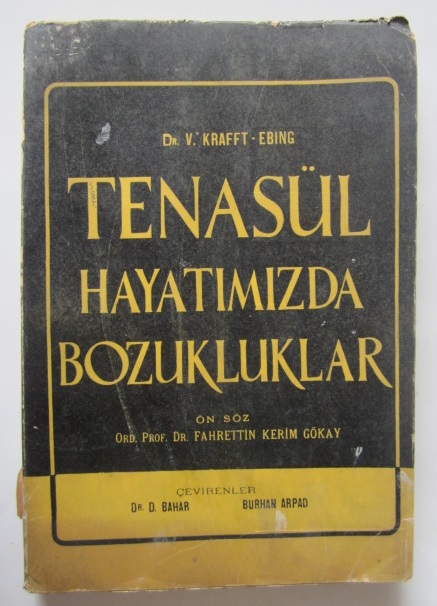 DR. V. KRAFFT - EBING
TENASÜL
HAYATIMIZDA
BOZUKLUKLAR
ÖN SÖZ
ORD. PROF. DR. FAHRETTİN KERİM GÖKAY
ÇEVİRENLER
DR. D. BAHAR BURHAN ARPAD